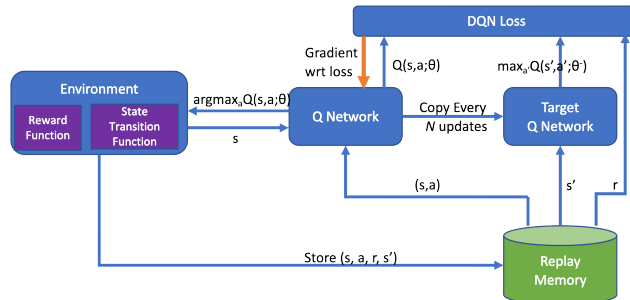 DQN Loss
Gradient
wrt loss
Q(s,a;θ)
maxₐ'Q(s’,a’;θ⁻)
Environment
Reward
Function
State
Transition
Function
argmaxₐQ(s,a;θ)
s
Q Network
Copy Every
N updates
Target
Q Network
(s,a)
s’
r
Store (s, a, r, s’)
Replay
Memory